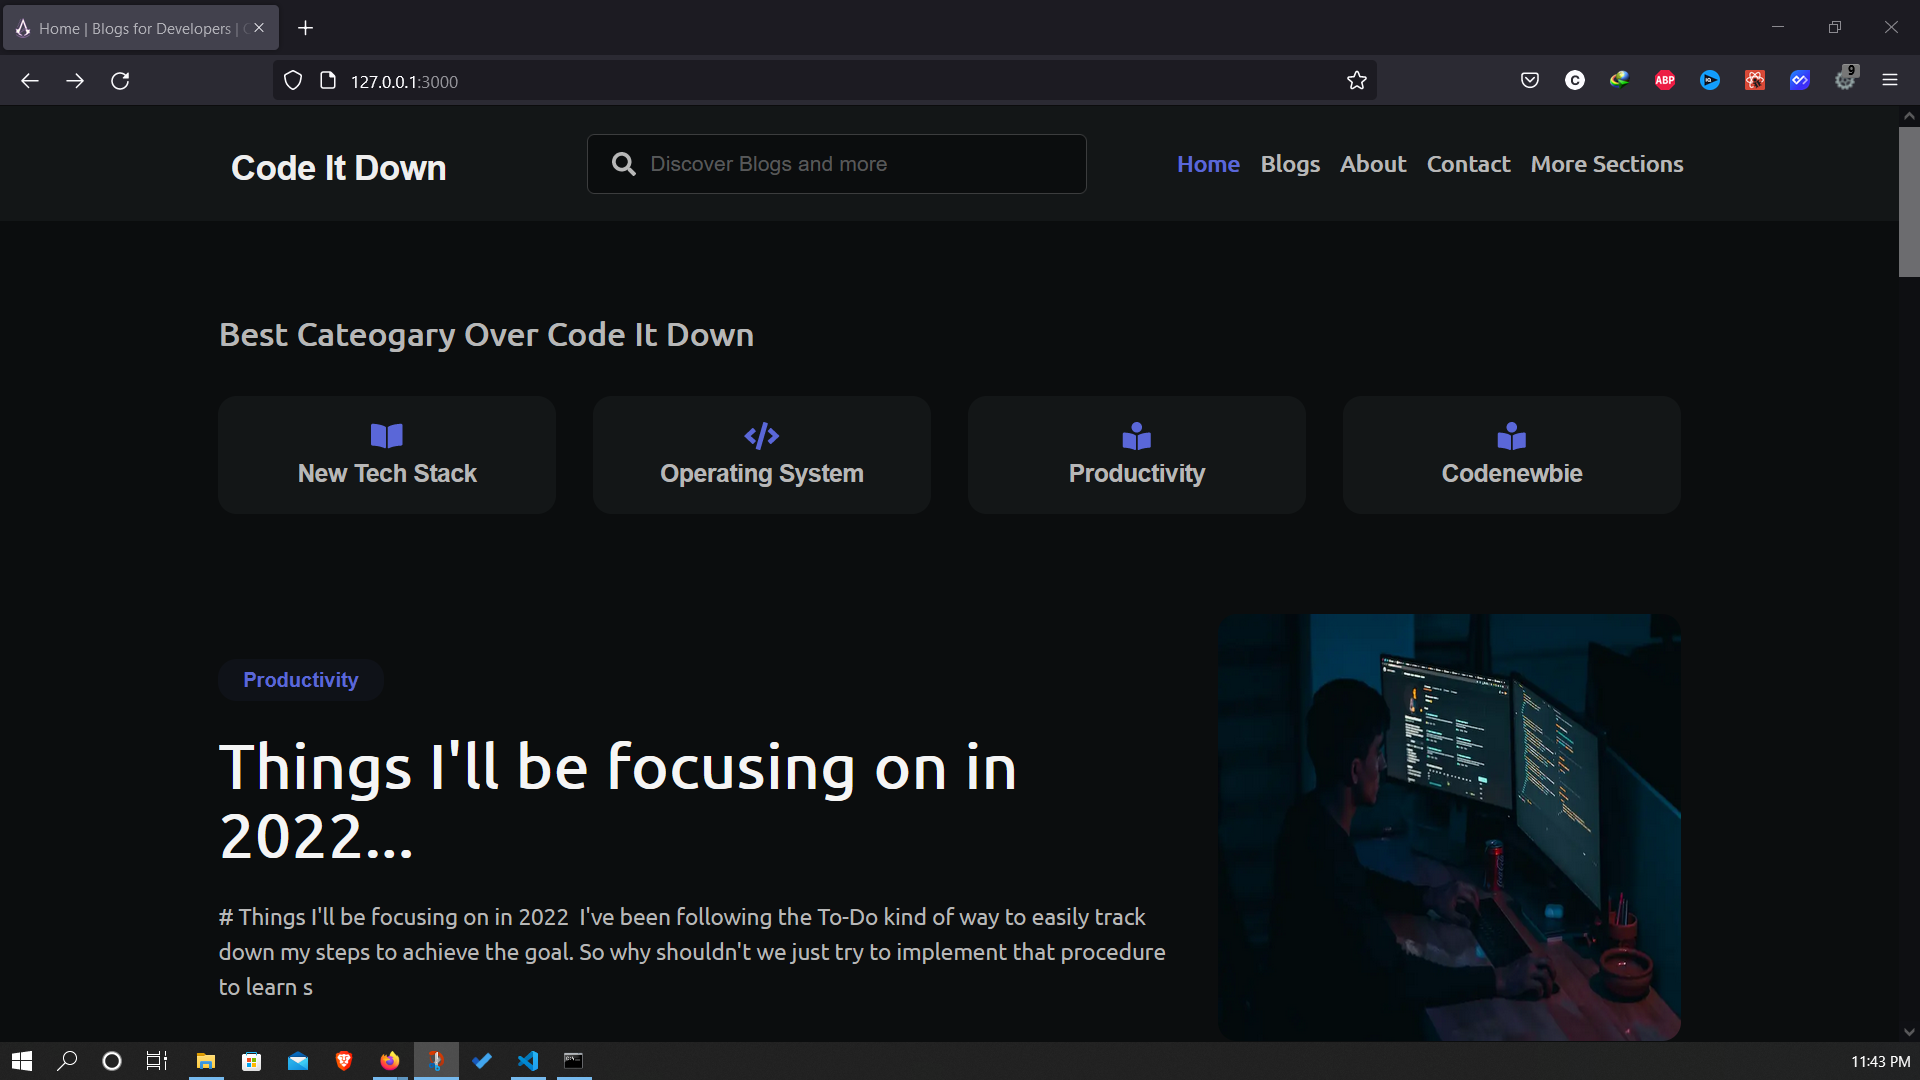 Home | Blogs for Developers |
127.0.0.1:3000
ABP
9
Code It Down
Discover Blogs and more
Home Blogs About Contact More Sections
Best Cateogary Over Code It Down
New Tech Stack
Operating System
Productivity
Codenewbie
Productivity
Things I'll be focusing on in
2022...
# Things I'll be focusing on in 2022 I've been following the To-Do kind of way to easily track
down my steps to achieve the goal. So why shouldn't we just try to implement that procedure
to learn s
11:43 PM